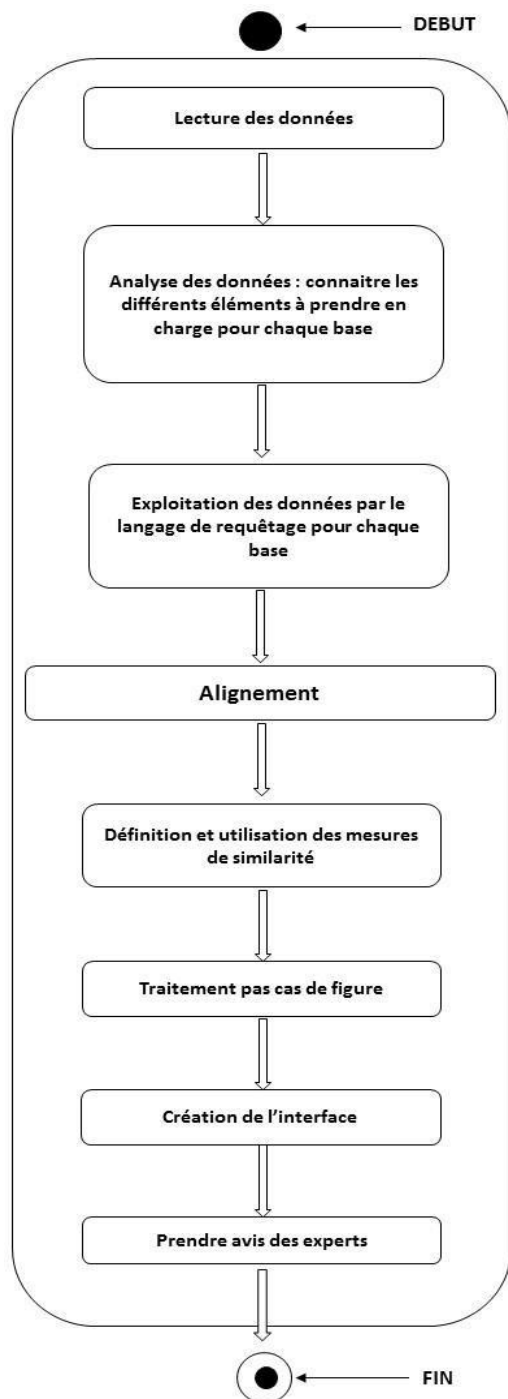 DEBUT
Lecture des données
Analyse des données : connaitre les
différents éléments à prendre en
charge pour chaque base
Exploitation des données par le
langage de requêtage pour chaque
base
Alignement
Définition et utilisation des mesures
de similarité
Traitement pas cas de figure
Création de l'interface
Prendre avis des experts
FIN